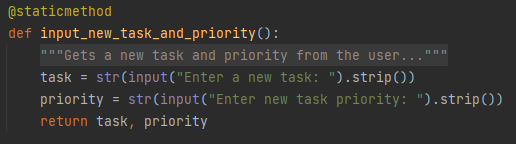 @staticmethod
def input_new_task_and_priority():
"""Gets a new task and priority from the user..."""
task = str(input("Enter a new task: ").strip())
priority = str(input("Enter new task priority: ").strip())
return task, priority